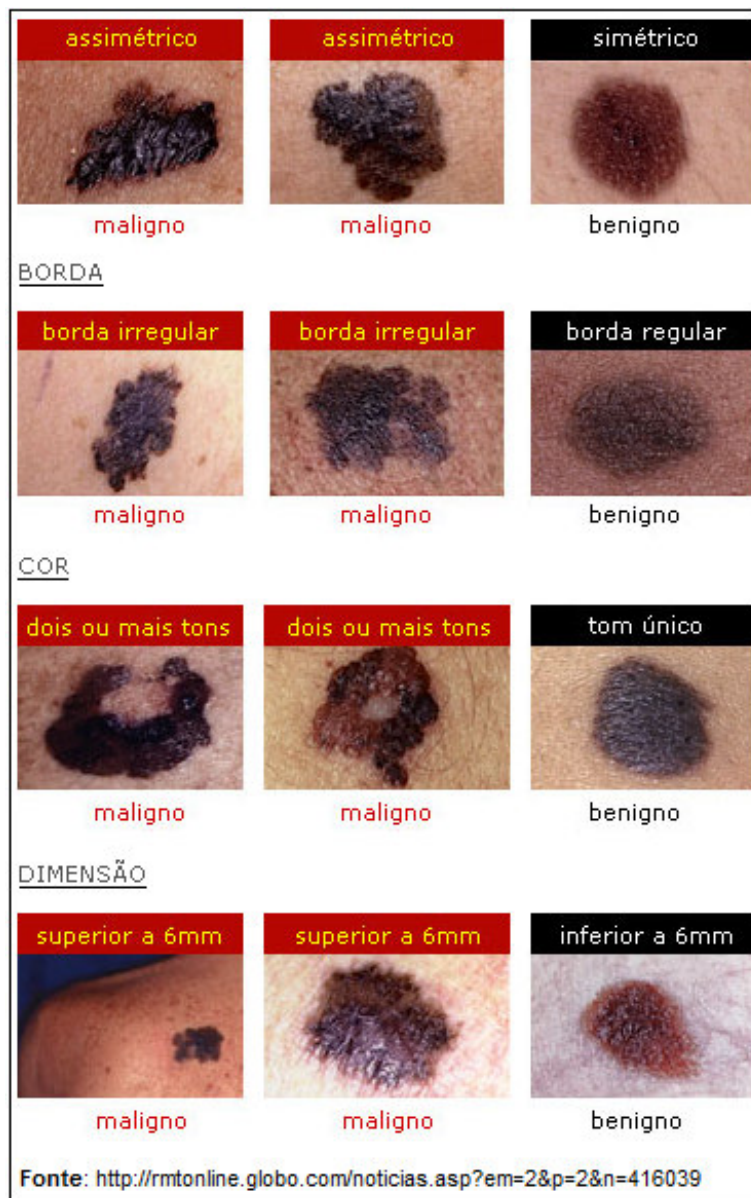 assimétrico assimétrico simétrico
maligno maligno benigno
BORDA
borda irregular borda irregular borda regular
maligno maligno benigno
COR
dois ou mais tons dois ou mais tons tom único
maligno maligno benigno
DIMENSÃO
superior a 6mm superior a 6mm inferior a 6mm
maligno maligno benigno
Fonte: http://rmtonline.globo.com/noticias.asp?em=2&p=2&n=416039